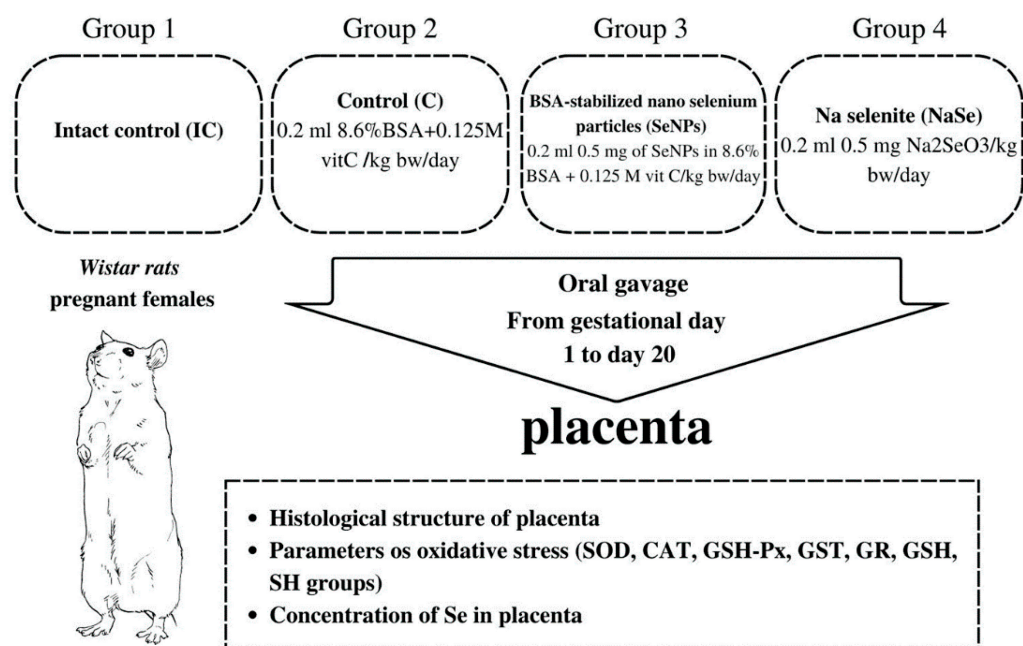 Group 1
Group 2
Group 3
Group 4
Intact control (IC)
Control (C)
0.2 ml 8.6%BSA+0.125M
vitC /kg bw/day
BSA-stabilized nano selenium
particles (SeNPs)
0.2 ml 0.5 mg of SeNPs in 8.6%
BSA + 0.125 M vit C/kg bw/day
Na selenite (NaSe)
0.2 ml 0.5 mg Na2SeO3/kg
bw/day
Wistar rats
pregnant females
Oral gavage
From gestational day
1 to day 20
placenta
• Histological structure of placenta
• Parameters os oxidative stress (SOD, CAT, GSH-Px, GST, GR, GSH,
SH groups)
• Concentration of Se in placenta